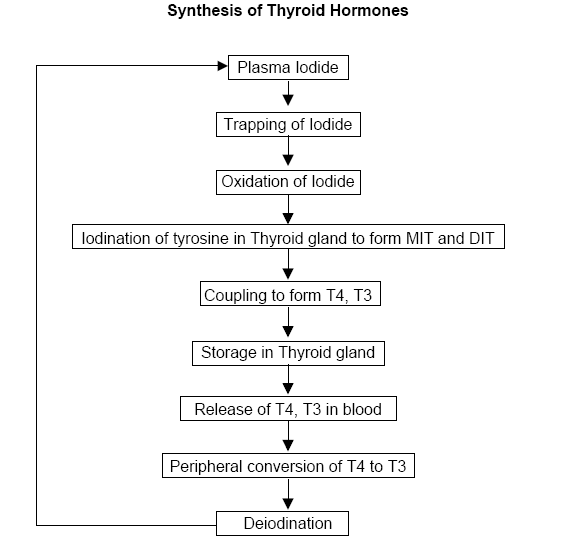 Synthesis of Thyroid Hormones
Plasma Iodide
Trapping of Iodide
Oxidation of Iodide
Iodination of tyrosine in Thyroid gland to form MIT and DIT
Coupling to form T4, T3
Storage in Thyroid gland
Release of T4, T3 in blood
Peripheral conversion of T4 to T3
Deiodination